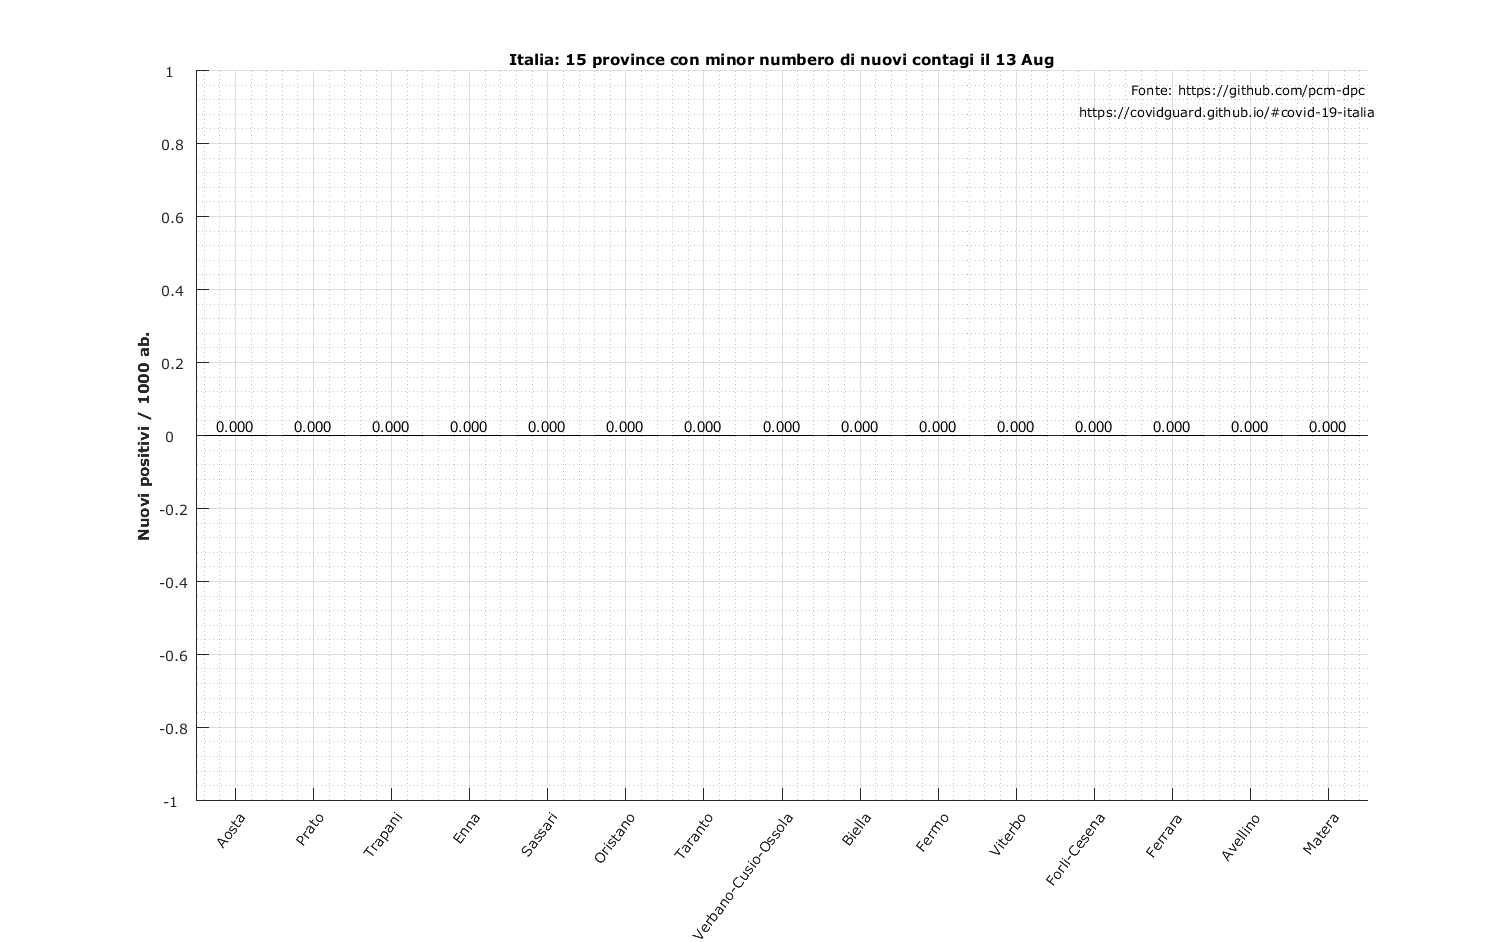 Italia: 15 province con minor numbero di nuovi contagi il 13 Aug
Fonte: https://github.com/pcm-dpc
https://covidguard.github.io/#covid-19-italia
Nuovi positivi / 1000 ab.
1
0.8
0.6
0.4
0.2
0
-0.2
-0.4
-0.6
-0.8
-1
0.000 0.000 0.000 0.000 0.000 0.000 0.000 0.000 0.000 0.000 0.000 0.000 0.000 0.000 0.000
Aosta
Prato
Trapani
Enna
Sassari
Oristano
Taranto
Verbano-Cusio-Ossola
Biella
Fermo
Viterbo
Forlì-Cesena
Ferrara
Avellino
Matera